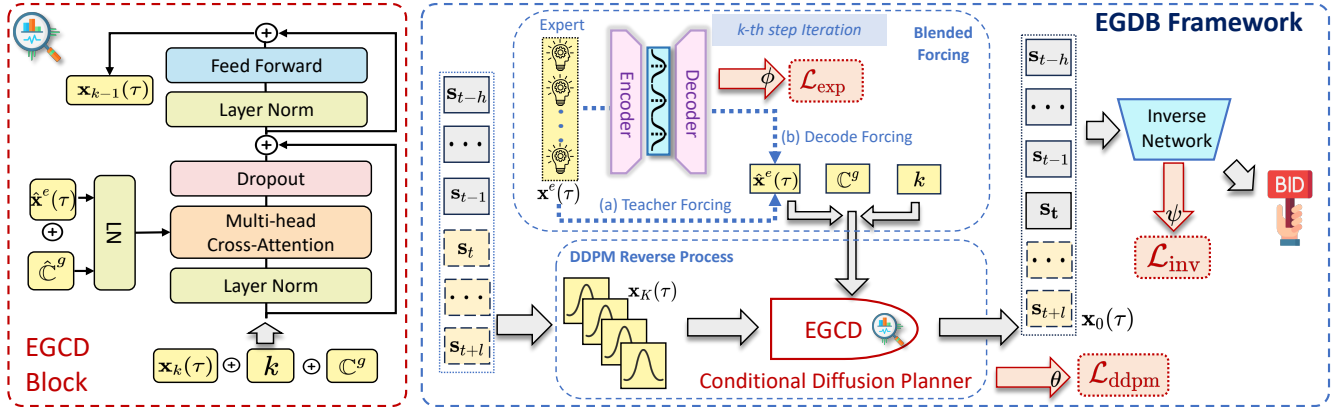 x_{k−1}(τ)
Feed Forward
Layer Norm
Dropout
Multi-head
Cross-Attention
Layer Norm
x̂^e(τ)
ℂ̂^g
LN
EGCD
Block
x_k(τ)
k
ℂ^g
EGDB Framework
s_{t−h}
...
s_{t−1}
s_t
...
s_{t+l}
Expert
x^e(τ)
Encoder
Decoder
k-th step Iteration
Blended
Forcing
ϕ
ℒ_exp
(b) Decode Forcing
(a) Teacher Forcing
x̂^e(τ)
ℂ^g
k
DDPM Reverse Process
x_K(τ)
EGCD
Conditional Diffusion Planner
s_{t−h}
...
s_{t−1}
s_t
...
s_{t+l}
x_0(τ)
Inverse
Network
BID
ψ
ℒ_inv
θ
ℒ_ddpm